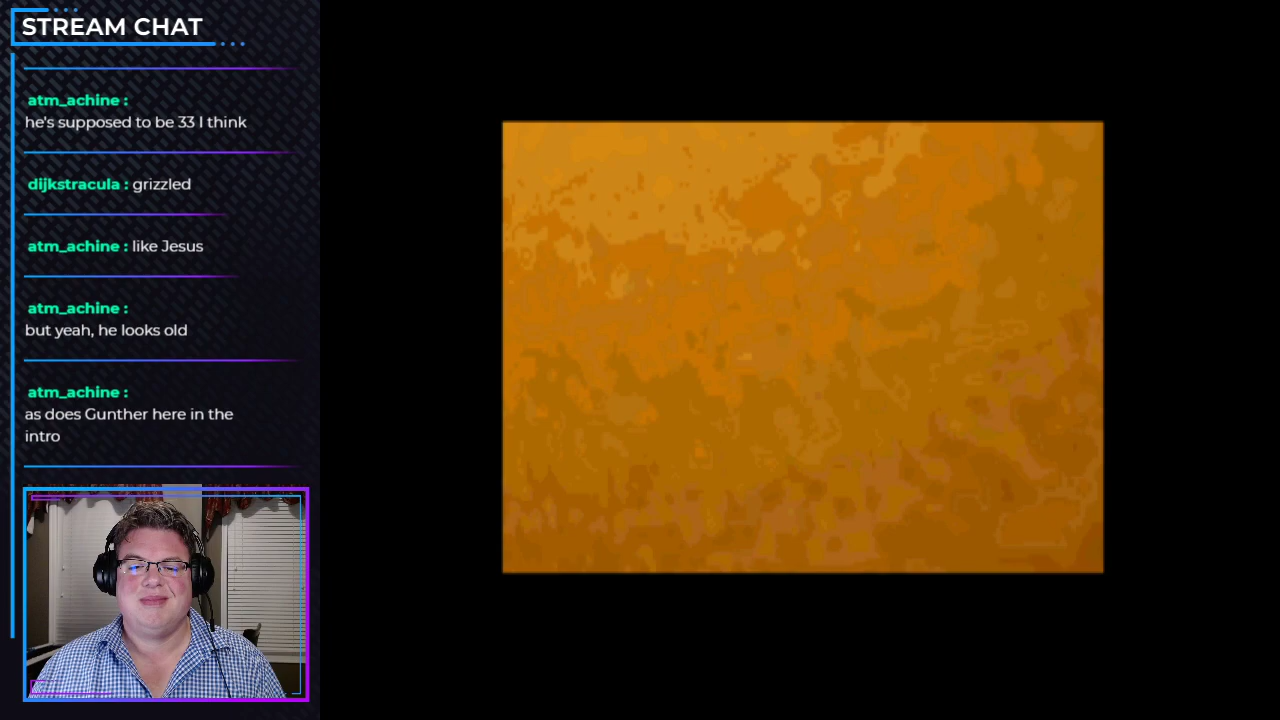 STREAM CHAT
atm_achine :
he's supposed to be 33 I think
dijkstracula : grizzled
atm_achine : like Jesus
atm_achine :
but yeah, he looks old
atm_achine :
as does Gunther here in the
intro